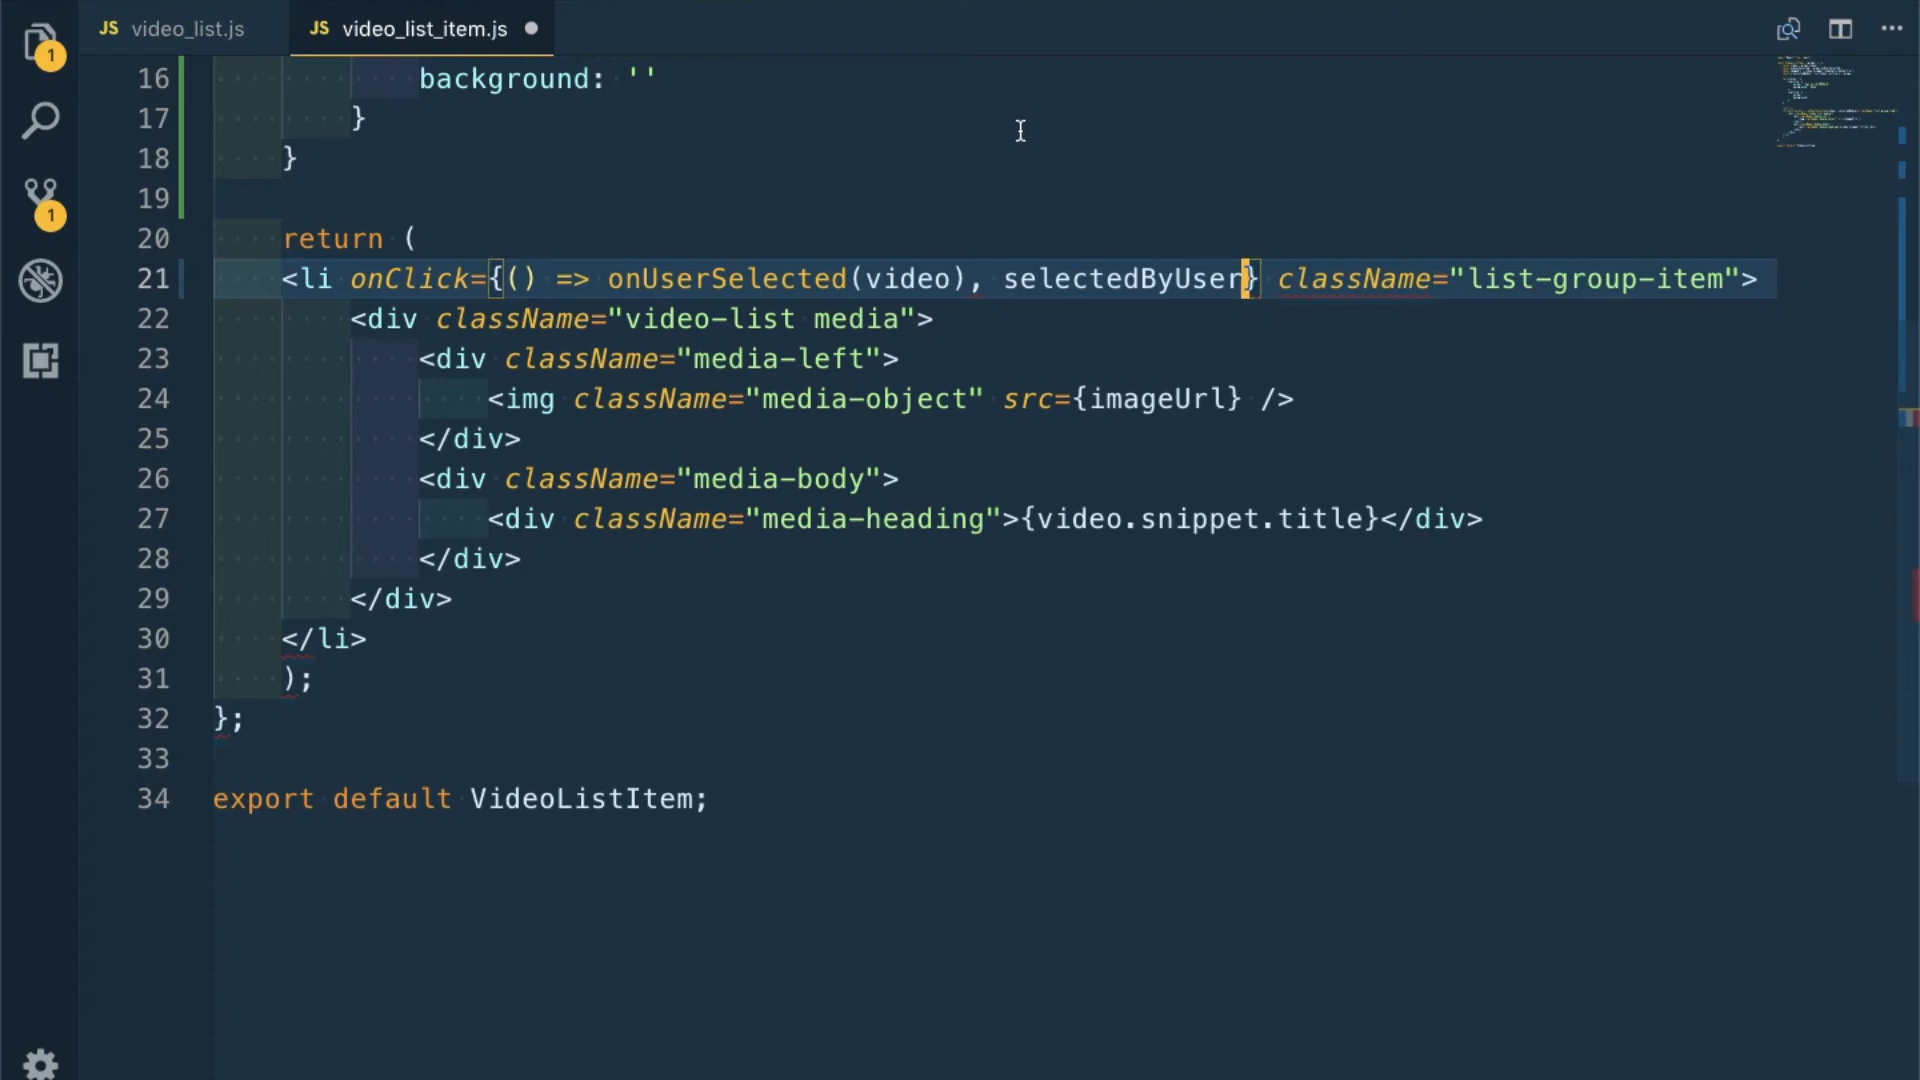 JS video_list.js JS video_list_item.js
1
1
16 background: ''
17 }
18 }
19
20 return (
21 <li onClick={() => onUserSelected(video), selectedByUser} className="list-group-item">
22 <div className="video-list media">
23 <div className="media-left">
24 <img className="media-object" src={imageUrl} />
25 </div>
26 <div className="media-body">
27 <div className="media-heading">{video.snippet.title}</div>
28 </div>
29 </div>
30 </li>
31 );
32 };
33
34 export default VideoListItem;